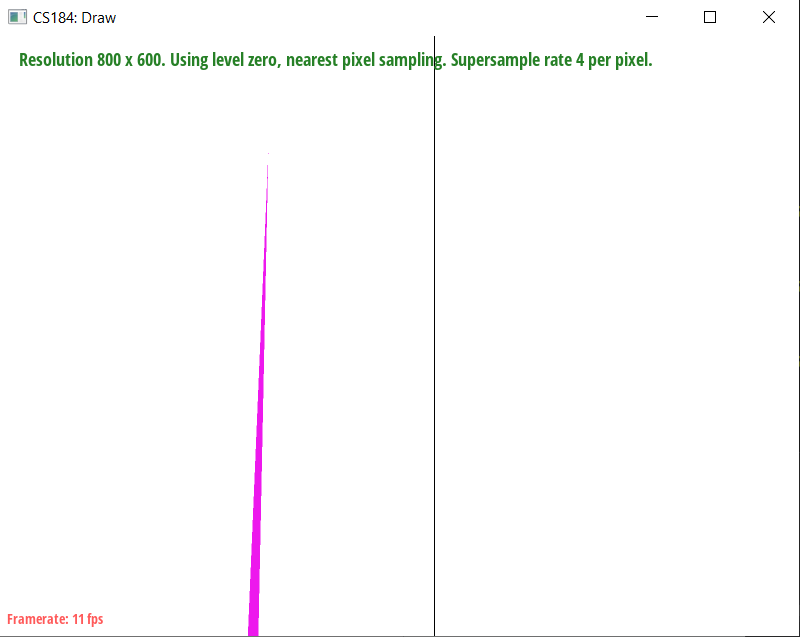 CS184: Draw
Resolution 800 x 600. Using level zero, nearest pixel sampling. Supersample rate 4 per pixel.
Framerate: 11 fps